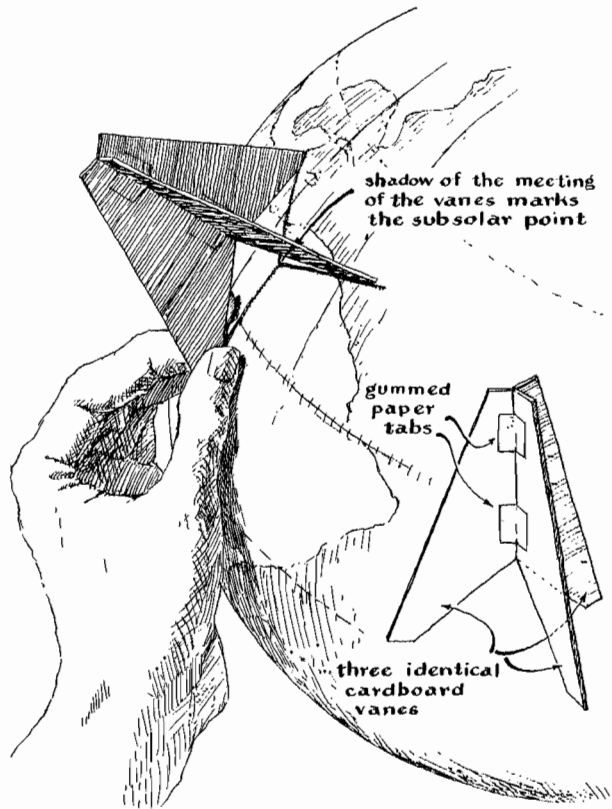 shadow of the meeting
of the vanes marks
the subsolar point
gummed
paper
tabs
three identical
cardboard
vanes